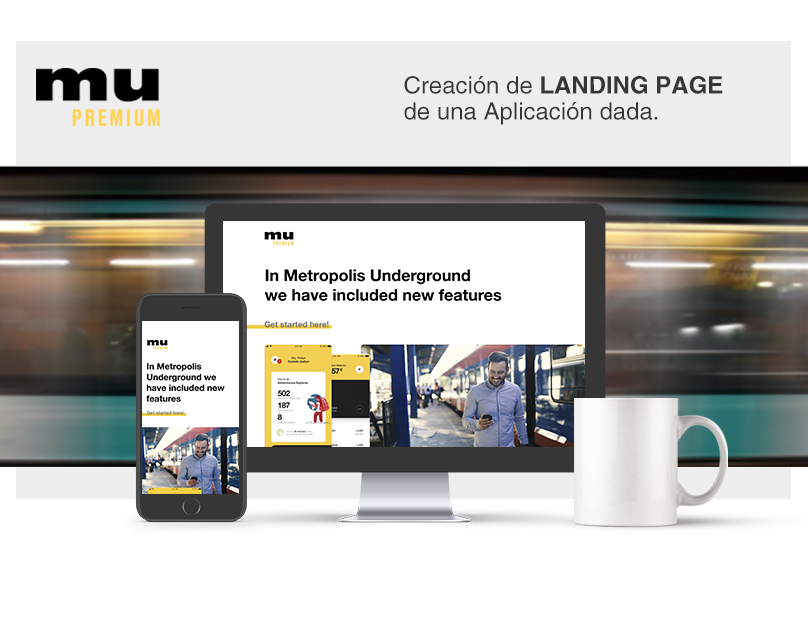 mu
PREMIUM
Creación de LANDING PAGE
de una Aplicación dada.
mu
PREMIUM
In Metropolis Underground
we have included new features
Get started here!
502
187
8
mu
In Metropolis
Underground we
have included new
features
Get started here!